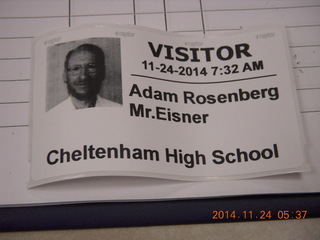 VISITOR
11-24-2014 7:32 AM
Adam Rosenberg
Mr.Eisner
Cheltenham High School
2014.11.24 05:37